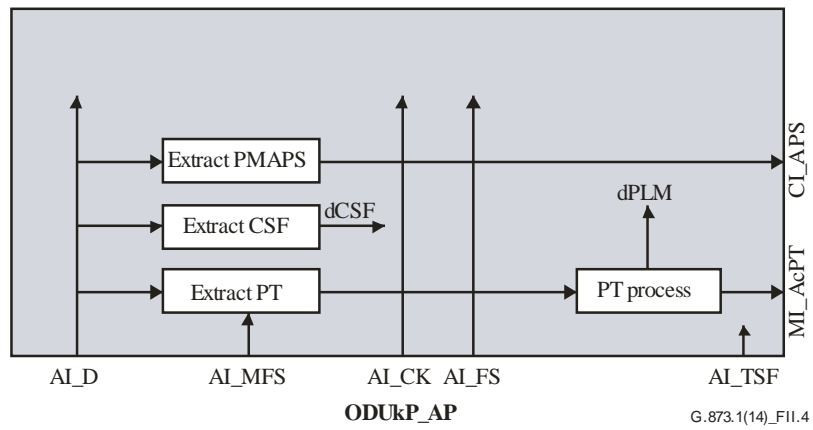 Extract PMAPS
CI_APS
dPLM
Extract CSF
dCSF
Extract PT
PT process
MI_AcPT
AI_D
AI_MFS
AI_CK
AI_FS
AI_TSF
ODUkP_AP
G.873.1(14)_FII.4